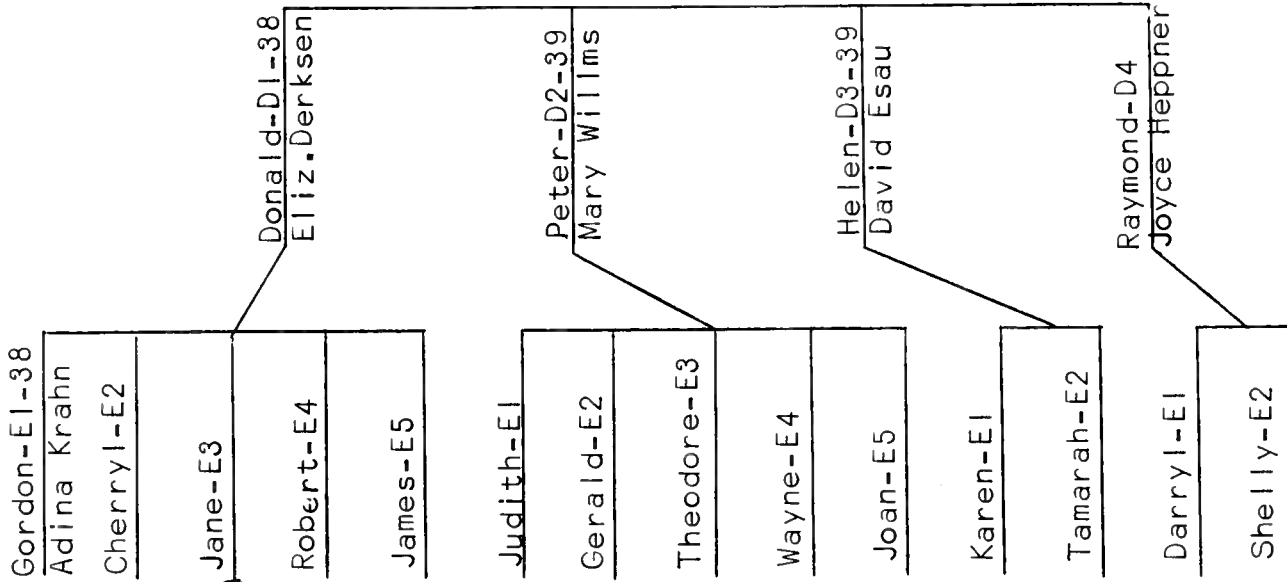 Donald-D1-38
Eliz.Derksen
Peter-D2-39
Mary Willms
Helen-D3-39
David Esau
Raymond-D4
Joyce Heppner
Gordon-E1-38
Adina Krahn
Cherryl-E2
Jane-E3
Robert-E4
James-E5
Judith-E1
Gerald-E2
Theodore-E3
Wayne-E4
Joan-E5
Karen-E1
Tamarah-E2
Darryl-E1
Shelly-E2